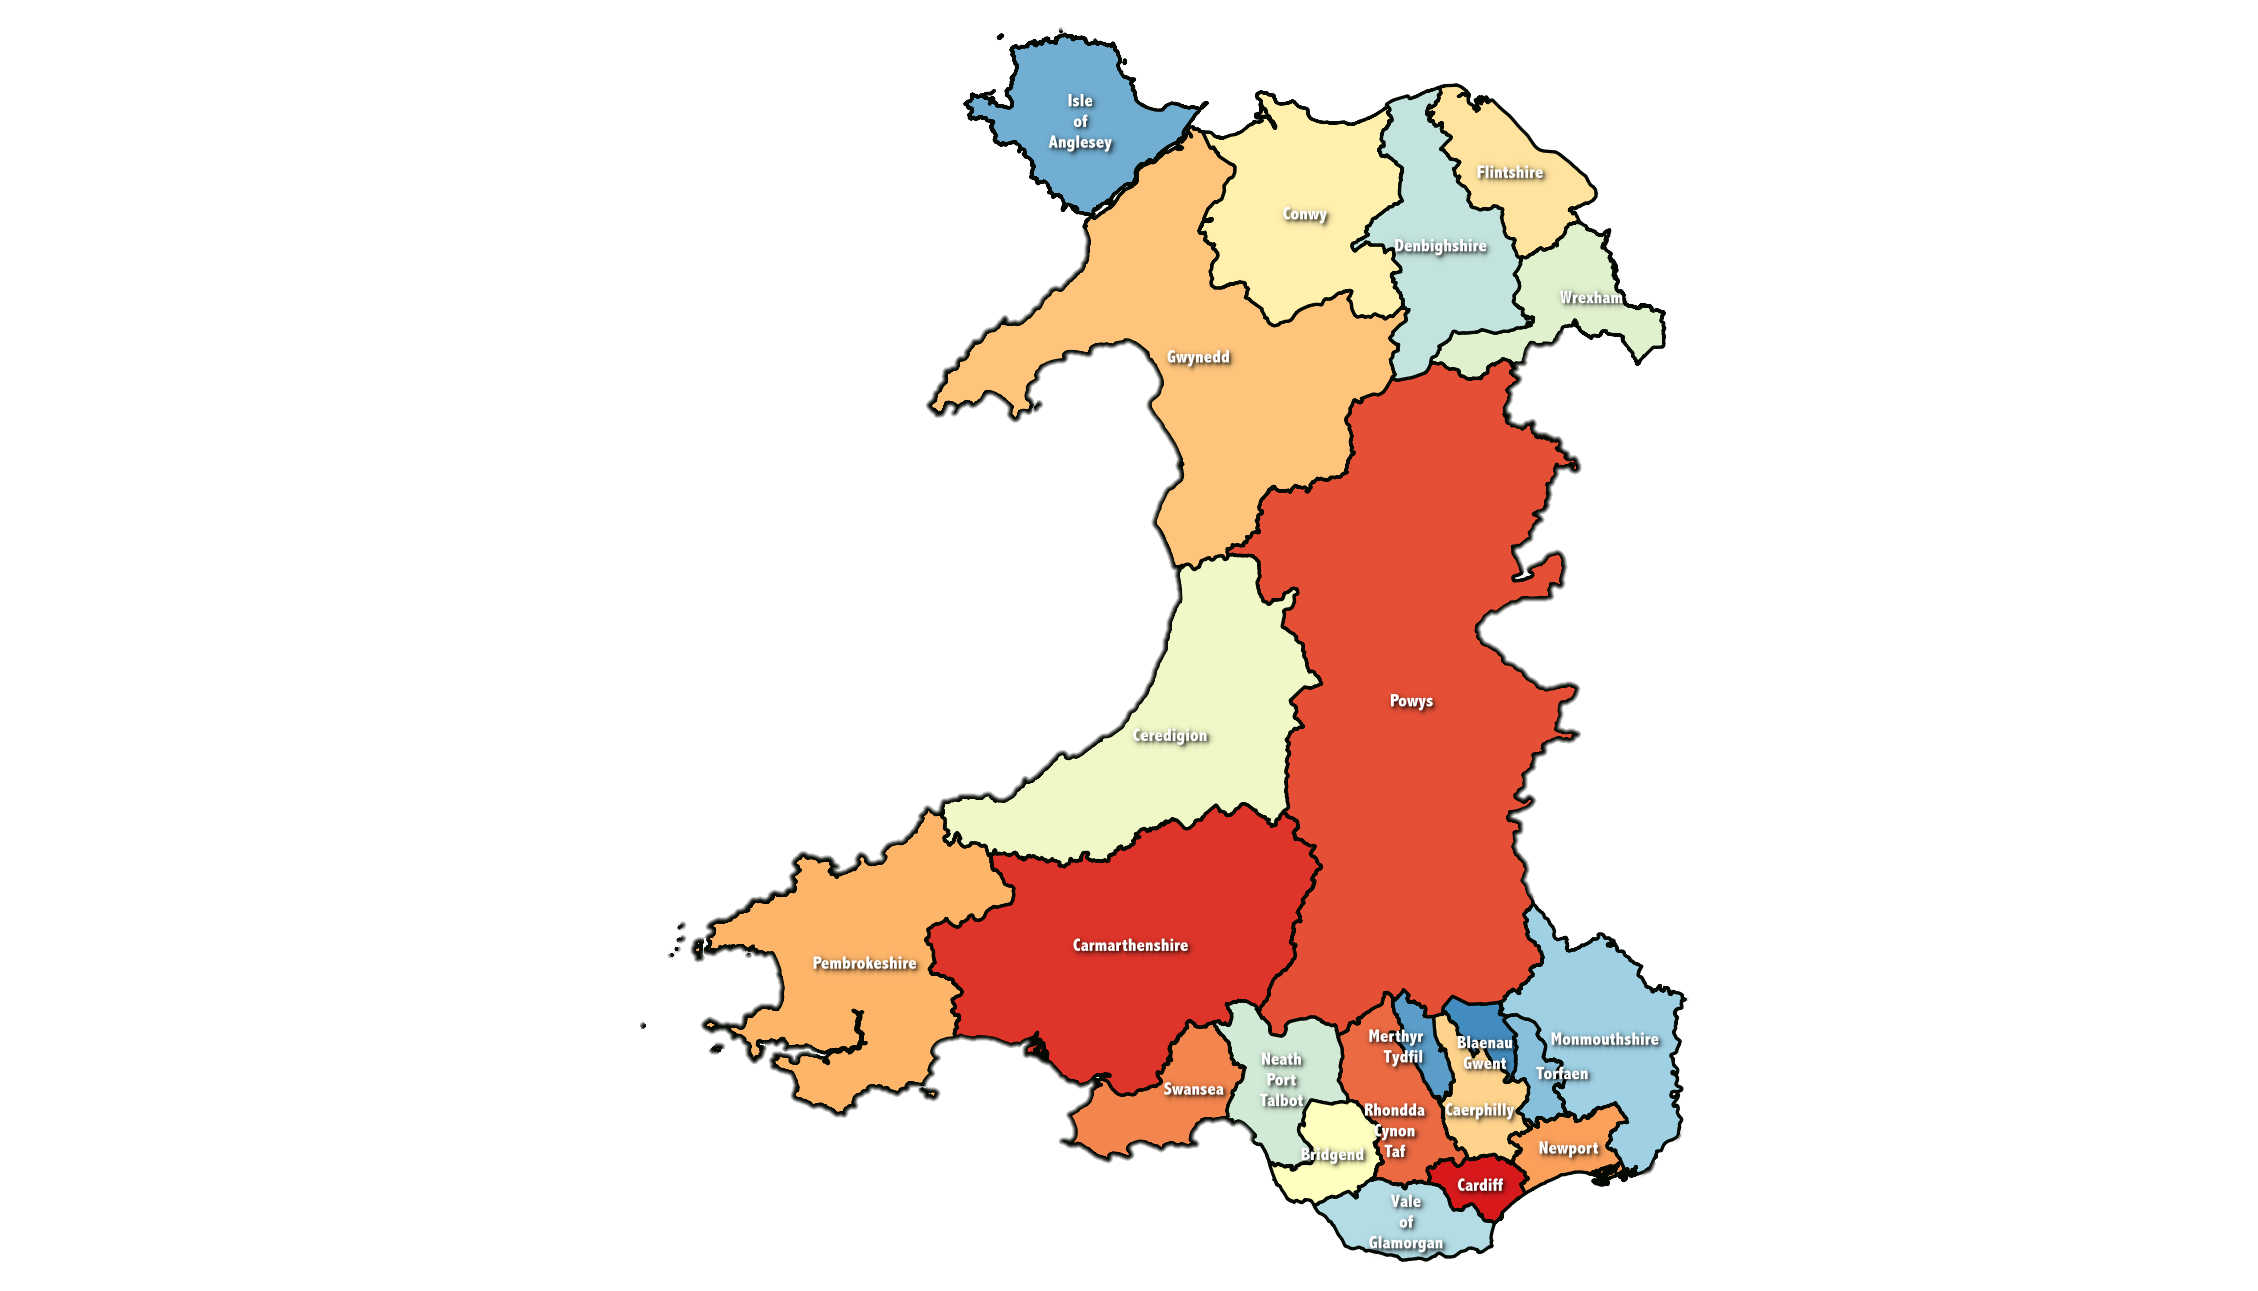 Isle
of
Anglesey
Flintshire
Conwy
Denbighshire
Wrexham
Gwynedd
Powys
Ceredigion
Carmarthenshire
Pembrokeshire
Merthyr
Tydfil
Blaenau
Gwent
Monmouthshire
Neath
Port
Talbot
Torfaen
Swansea
Rhondda
Cynon
Taf
Caerphilly
Newport
Bridgend
Cardiff
Vale
of
Glamorgan